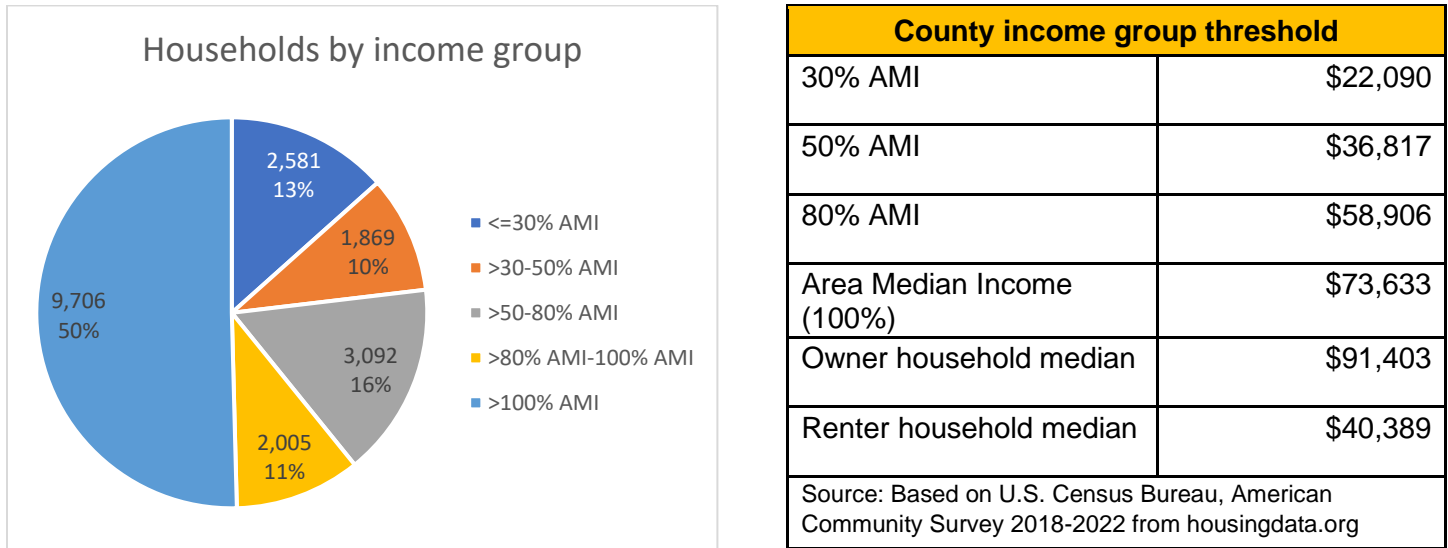 Households by income group
2,581
13%
1,869
10%
3,092
16%
2,005
11%
9,706
50%
<=30% AMI
>30-50% AMI
>50-80% AMI
>80% AMI-100% AMI
>100% AMI
County income group threshold
30% AMI $22,090
50% AMI $36,817
80% AMI $58,906
Area Median Income $73,633
(100%)
Owner household median $91,403
Renter household median $40,389
Source: Based on U.S. Census Bureau, American
Community Survey 2018-2022 from housingdata.org